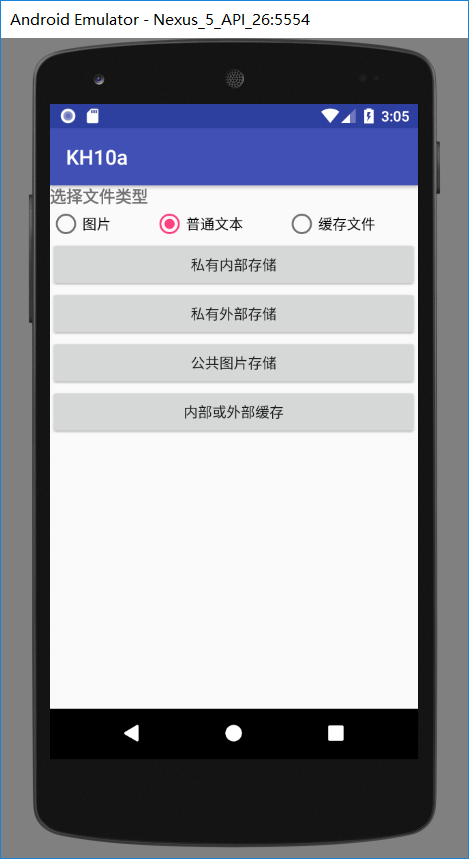 Android Emulator - Nexus_5_API_26:5554
3:05
KH10a
选择文件类型
图片 普通文本 缓存文件
私有内部存储
私有外部存储
公共图片存储
内部或外部缓存